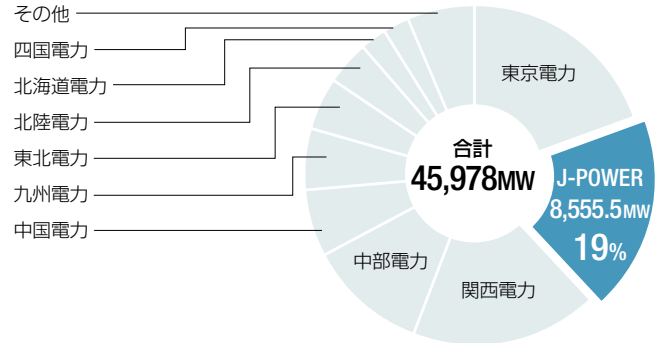 その他
四国電力
北海道電力
北陸電力
東北電力
九州電力
中国電力
東京電力
合計
45,978MW
J-POWER
8,555.5MW
19%
中部電力
関西電力